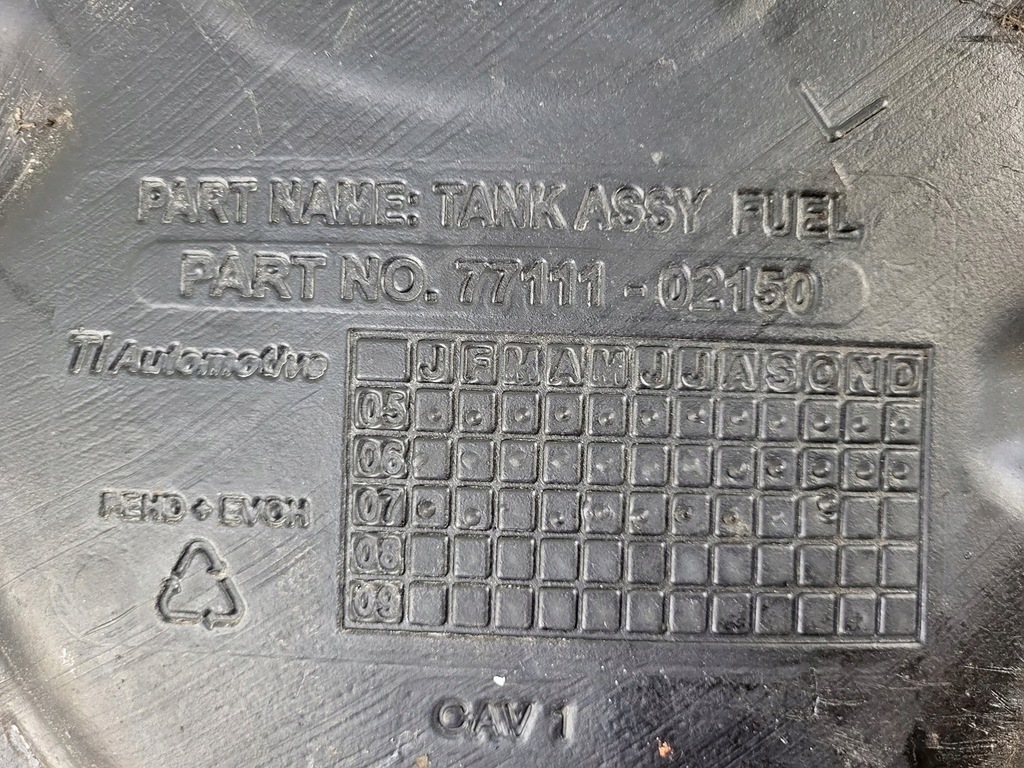 PART NAME: TANK ASSY FUEL
PART NO. 77111-02150
TI Automotive
J F M A M J J A S O N D
05
06
07
08
09
PEHD + EVOH
CAV 1